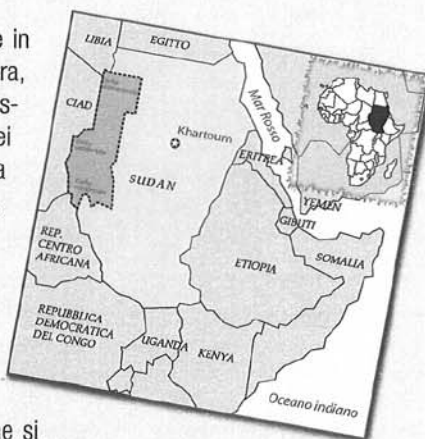 e in
ra,
s-
ei
a
ne si
LIBIA
EGITTO
CIAD
Mar Rosso
Khartoum
SUDAN
ERITREA
YEMEN
GIBUTI
REP.
CENTRO
AFRICANA
ETIOPIA
SOMALIA
REPUBBLICA
DEMOCRATICA
DEL CONGO
UGANDA
KENYA
Oceano indiano